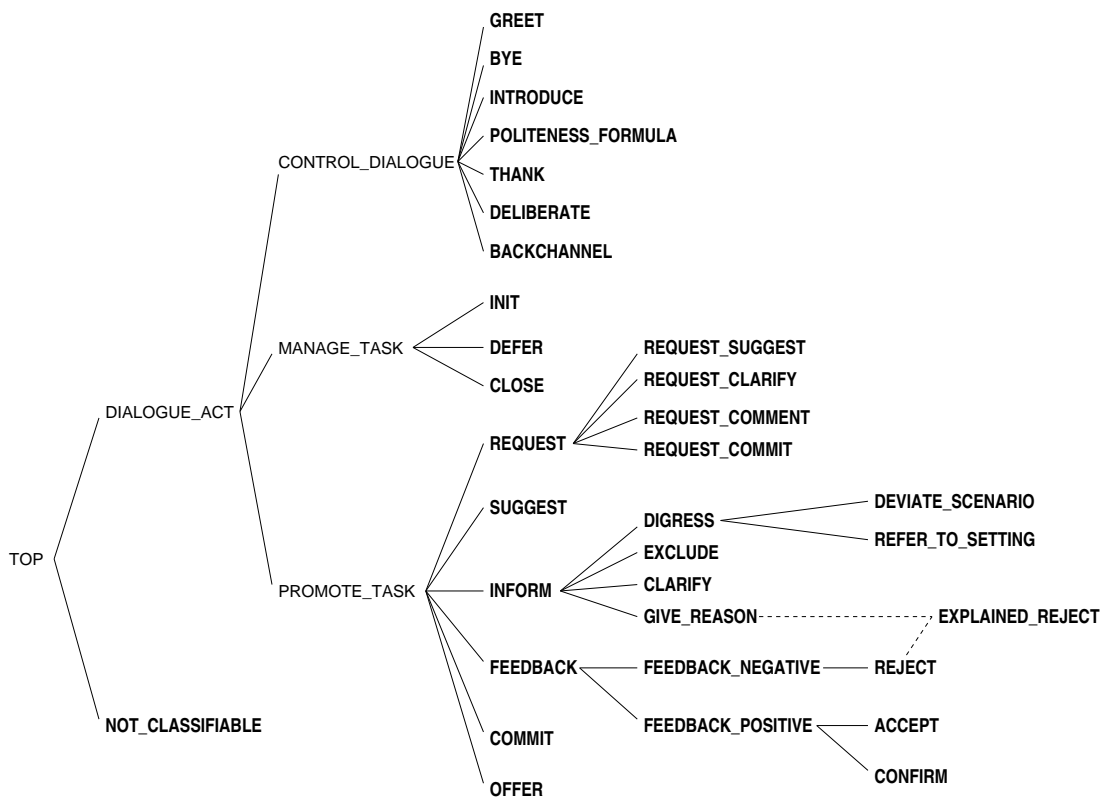 GREET
BYE
INTRODUCE
POLITENESS_FORMULA
CONTROL_DIALOGUE
THANK
DELIBERATE
BACKCHANNEL
INIT
MANAGE_TASK
DEFER
REQUEST_SUGGEST
CLOSE
REQUEST_CLARIFY
DIALOGUE_ACT
REQUEST_COMMENT
REQUEST
REQUEST_COMMIT
SUGGEST
DEVIATE_SCENARIO
DIGRESS
REFER_TO_SETTING
TOP
EXCLUDE
PROMOTE_TASK
INFORM
CLARIFY
GIVE_REASON
EXPLAINED_REJECT
FEEDBACK
FEEDBACK_NEGATIVE
REJECT
NOT_CLASSIFIABLE
FEEDBACK_POSITIVE
ACCEPT
COMMIT
CONFIRM
OFFER